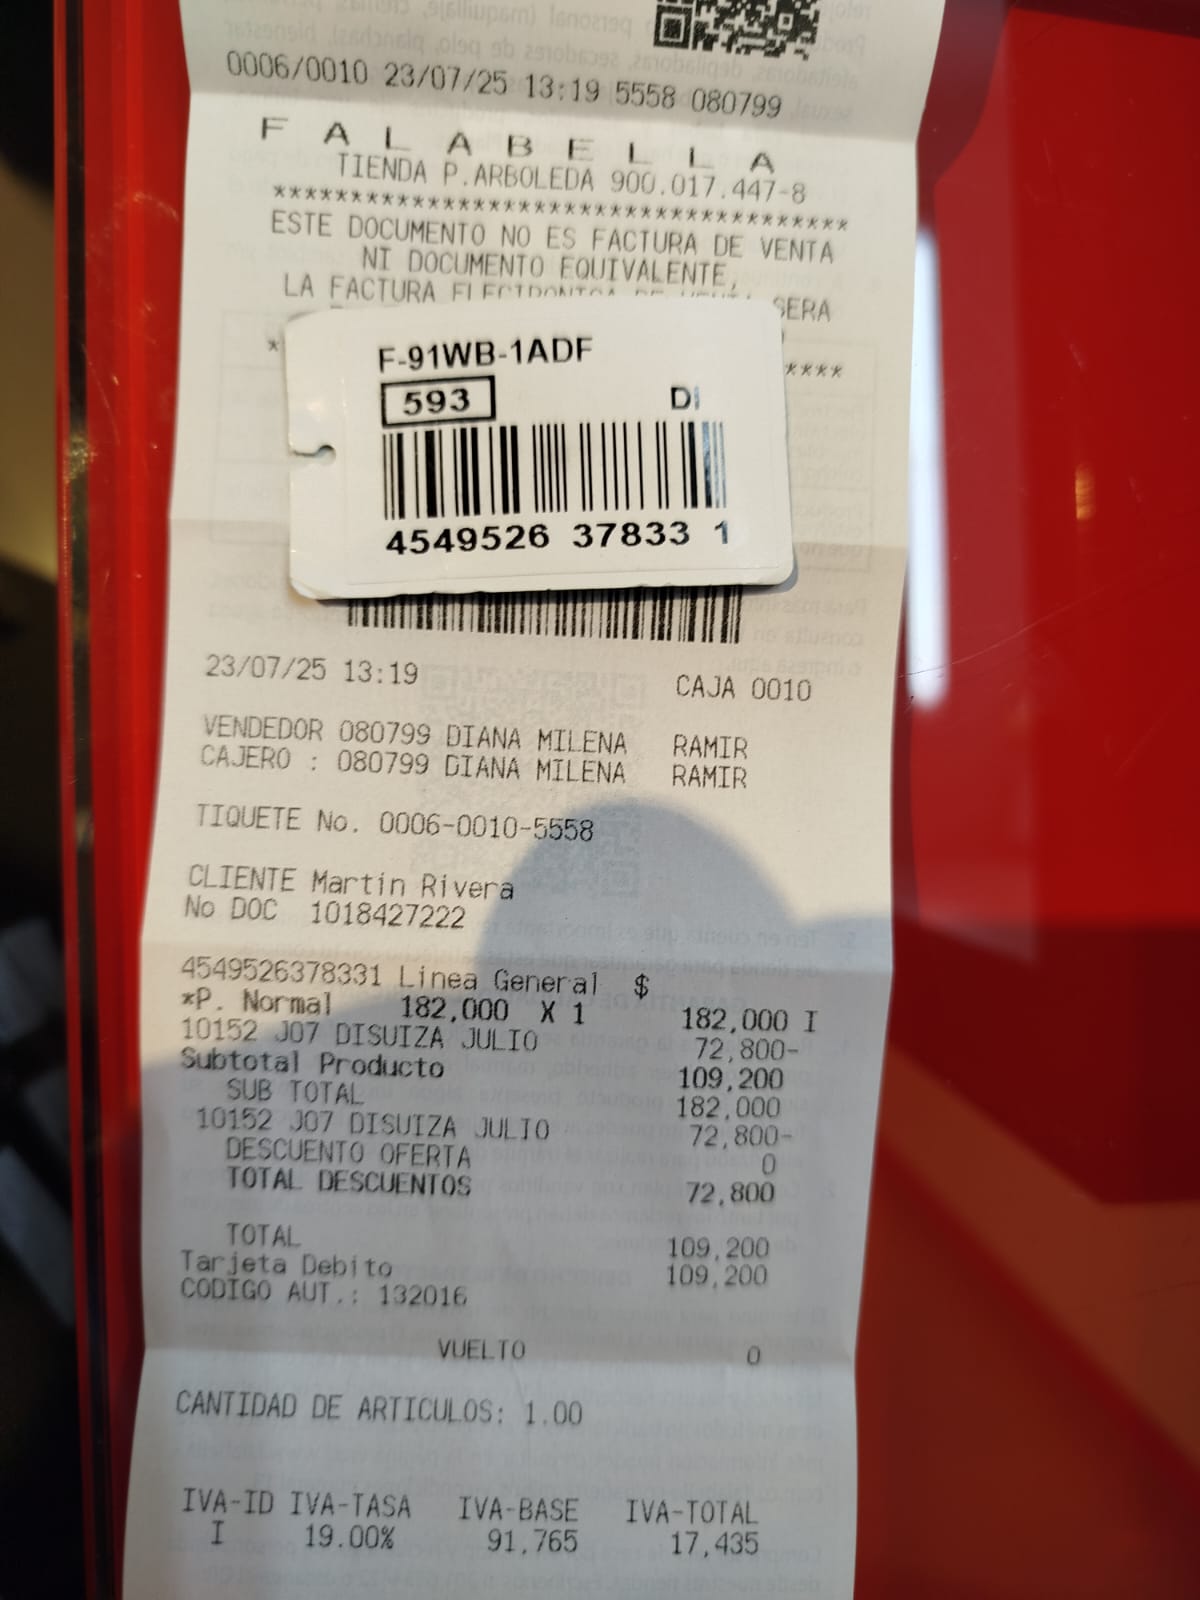 0006/0010 23/07/25 13:19 5558 080799
F A L A B E L L A
TIENDA P.ARBOLEDA 900.017.447-8
*************************************
ESTE DOCUMENTO NO ES FACTURA DE VENTA
NI DOCUMENTO EQUIVALENTE,
LA FACTURA ELECTRONICA DE VENTA SERA
* ****
F-91WB-1ADF
593 DI
4549526 37833 1
23/07/25 13:19 CAJA 0010
VENDEDOR 080799 DIANA MILENA RAMIR
CAJERO : 080799 DIANA MILENA RAMIR
TIQUETE No. 0006-0010-5558
CLIENTE Martin Rivera
No DOC 1018427222
4549526378331 Linea General $
*P. Normal 182,000 X 1 182,000 I
10152 J07 DISUIZA JULIO 72,800-
Subtotal Producto 109,200
SUB TOTAL 182,000
10152 J07 DISUIZA JULIO 72,800-
DESCUENTO OFERTA 0
TOTAL DESCUENTOS 72,800
TOTAL 109,200
Tarjeta Debito 109,200
CODIGO AUT.: 132016
VUELTO 0
CANTIDAD DE ARTICULOS: 1.00
IVA-ID IVA-TASA IVA-BASE IVA-TOTAL
I 19.00% 91,765 17,435